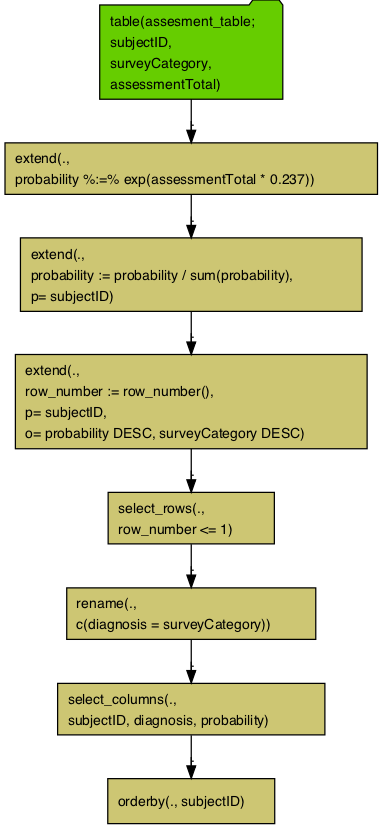 table(assesment_table;
subjectID,
surveyCategory,
assessmentTotal)
.
extend(.,
probability %:=% exp(assessmentTotal * 0.237))
.
extend(.,
probability := probability / sum(probability),
p= subjectID)
.
extend(.,
row_number := row_number(),
p= subjectID,
o= probability DESC, surveyCategory DESC)
.
select_rows(.,
row_number <= 1)
.
rename(.,
c(diagnosis = surveyCategory))
.
select_columns(.,
subjectID, diagnosis, probability)
.
orderby(., subjectID)